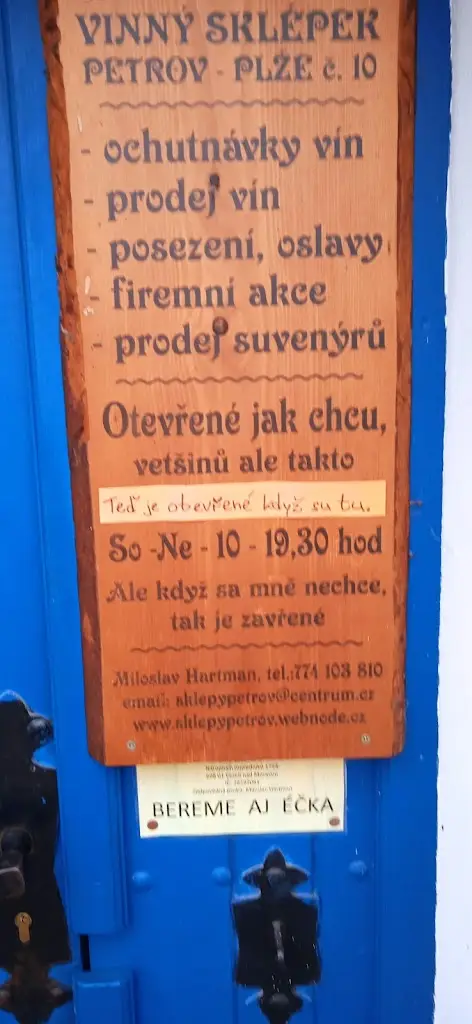 VINNÝ SKLÉPEK
PETROV - PLŽE č. 10
- ochutnávky vín
- prodej vín
- posezení, oslavy
- firemní akce
- prodej suvenýrů
Otevřené jak chcu,
vetšinů ale takto
Teď je otevřené když su tu.
So -Ne - 10 - 19,30 hod
Ale když sa mně nechce,
tak je zavřené
Miloslav Hartman, tel.:774 103 810
email: sklepypetrov@centrum.cz
www.sklepypetrov.webnode.cz
BEREME AJ ÉČKA